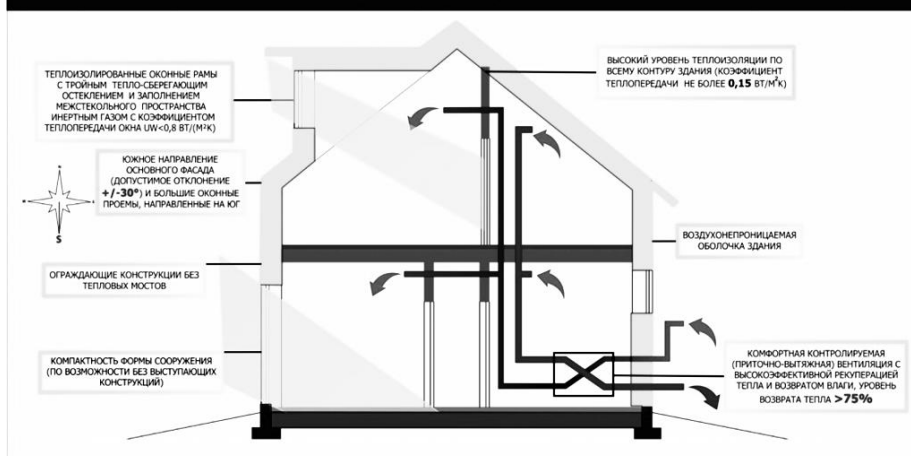 ТЕПЛОИЗОЛИРОВАННЫЕ ОКОННЫЕ РАМЫ
С ТРОЙНЫМ ТЕПЛО-СБЕРЕГАЮЩИМ
ОСТЕКЛЕНИЕМ И ЗАПОЛНЕНИЕМ
МЕЖСТЕКОЛЬНОГО ПРОСТРАНСТВА
ИНЕРТНЫМ ГАЗОМ С КОЭФФИЦИЕНТОМ
ТЕПЛОПЕРЕДАЧИ ОКНА UW<0,8 ВТ/(М²К)
ЮЖНОЕ НАПРАВЛЕНИЕ
ОСНОВНОГО ФАСАДА
(ДОПУСТИМОЕ ОТКЛОНЕНИЕ
+/-30°) И БОЛЬШИЕ ОКОННЫЕ
ПРОЕМЫ, НАПРАВЛЕННЫЕ НА ЮГ
S
ОГРАЖДАЮЩИЕ КОНСТРУКЦИИ БЕЗ
ТЕПЛОВЫХ МОСТОВ
КОМПАКТНОСТЬ ФОРМЫ СООРУЖЕНИЯ
(ПО ВОЗМОЖНОСТИ БЕЗ ВЫСТУПАЮЩИХ
КОНСТРУКЦИЙ)
ВЫСОКИЙ УРОВЕНЬ ТЕПЛОИЗОЛЯЦИИ ПО
ВСЕМУ КОНТУРУ ЗДАНИЯ (КОЭФФИЦИЕНТ
ТЕПЛОПЕРЕДАЧИ НЕ БОЛЕЕ 0,15 ВТ/М²К)
ВОЗДУХОНЕПРОНИЦАЕМАЯ
ОБОЛОЧКА ЗДАНИЯ
КОМФОРТНАЯ КОНТРОЛИРУЕМАЯ
(ПРИТОЧНО-ВЫТЯЖНАЯ) ВЕНТИЛЯЦИЯ С
ВЫСОКОЭФФЕКТИВНОЙ РЕКУПЕРАЦИЕЙ
ТЕПЛА И ВОЗВРАТОМ ВЛАГИ, УРОВЕНЬ
ВОЗВРАТА ТЕПЛА >75%